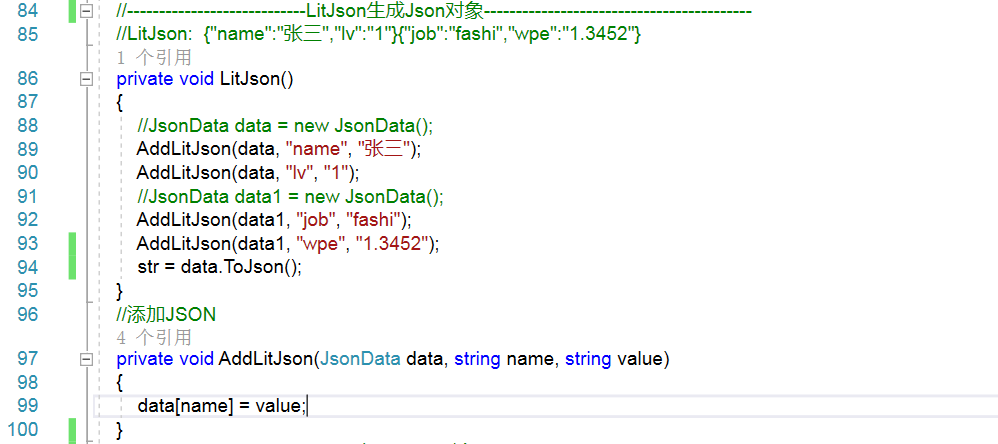 84 //----------------------------LitJson生成Json对象------------------------------------------
85 //LitJson:  {"name":"张三","lv":"1"}{"job":"fashi","wpe":"1.3452"}
1 个引用
86 private void LitJson()
87 {
88 //JsonData data = new JsonData();
89 AddLitJson(data, "name", "张三");
90 AddLitJson(data, "lv", "1");
91 //JsonData data1 = new JsonData();
92 AddLitJson(data1, "job", "fashi");
93 AddLitJson(data1, "wpe", "1.3452");
94 str = data.ToJson();
95 }
96 //添加JSON
4 个引用
97 private void AddLitJson(JsonData data, string name, string value)
98 {
99 data[name] = value;
100 }